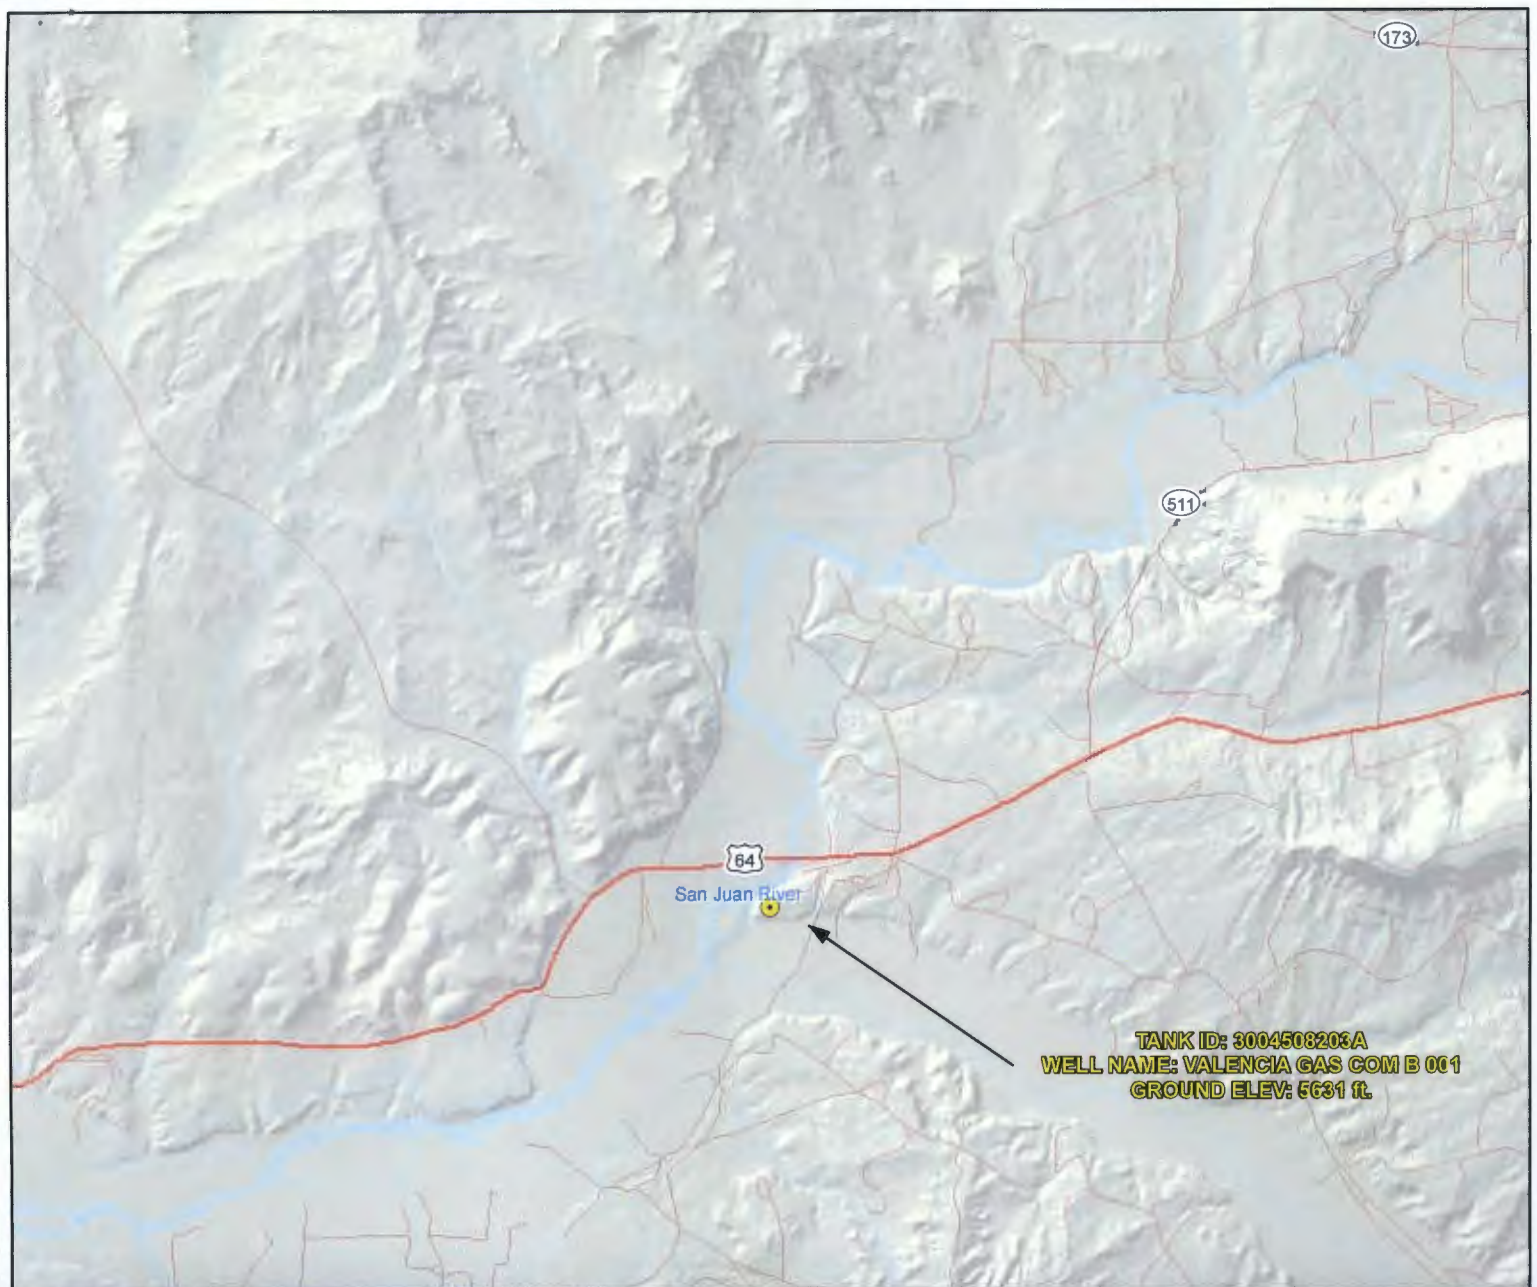 173
511
64
San Juan River
TANK ID: 3004508203A
WELL NAME: VALENCIA GAS COM B 001
GROUND ELEV: 5631 ft.